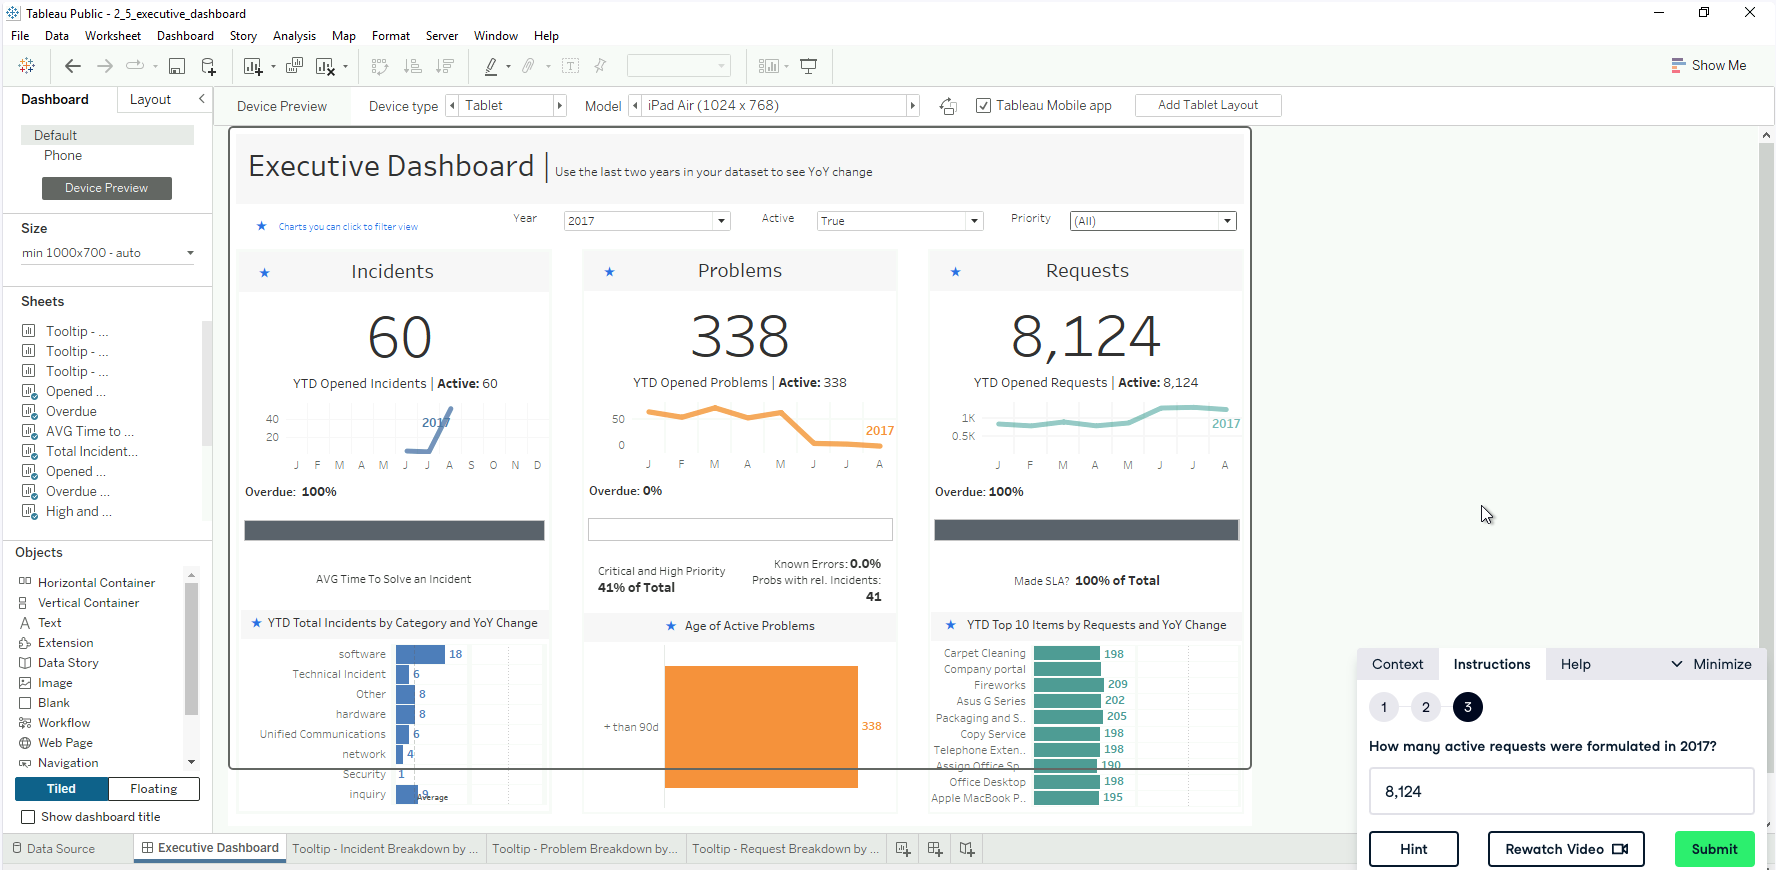 Tableau Public - 2_5_executive_dashboard
File Data Worksheet Dashboard Story Analysis Map Format Server Window Help
Show Me
Dashboard Layout
Device Preview Device type Tablet Model iPad Air (1024 x 768) Tableau Mobile app Add Tablet Layout
Default
Phone
Device Preview
Size
min 1000x700 - auto
Sheets
Tooltip - ...
Tooltip - ...
Tooltip - ...
Opened ...
Overdue
AVG Time to ...
Total Incident...
Opened ...
Overdue ...
High and ...
Objects
Horizontal Container
Vertical Container
Text
Extension
Data Story
Image
Blank
Workflow
Web Page
Navigation
Tiled Floating
Show dashboard title
Executive Dashboard | Use the last two years in your dataset to see YoY change
Charts you can click to filter view
Year 2017 Active True Priority (All)
Incidents
60
YTD Opened Incidents | Active: 60
40
20
2017
J F M A M J J A S O N D
Overdue: 100%
AVG Time To Solve an Incident
YTD Total Incidents by Category and YoY Change
software 18
Technical Incident 6
Other 8
hardware 8
Unified Communications 6
network 4
Security 1
inquiry 9
Average
Problems
338
YTD Opened Problems | Active: 338
50
0
2017
J F M A M J J A
Overdue: 0%
Critical and High Priority
41% of Total
Known Errors: 0.0%
Probs with rel. Incidents:
41
Age of Active Problems
+ than 90d 338
Requests
8,124
YTD Opened Requests | Active: 8,124
1K
0.5K
2017
J F M A M J J A
Overdue: 100%
Made SLA? 100% of Total
YTD Top 10 Items by Requests and YoY Change
Carpet Cleaning 198
Company portal
Fireworks 209
Asus G Series 202
Packaging and S.. 205
Copy Service 198
Telephone Exten.. 198
Assign Office Sp.. 190
Office Desktop 198
Apple MacBook P.. 195
Context Instructions Help Minimize
1 2 3
How many active requests were formulated in 2017?
8,124
Hint Rewatch Video Submit
Data Source Executive Dashboard Tooltip - Incident Breakdown by ... Tooltip - Problem Breakdown by... Tooltip - Request Breakdown by ...